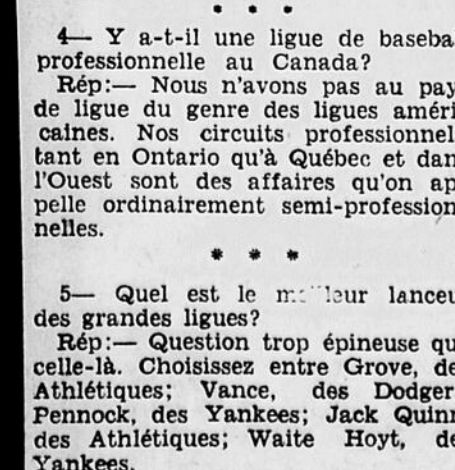 * * *
4— Y a-t-il une ligue de baseba
professionnelle au Canada?
Rép:— Nous n'avons pas au pay
de ligue du genre des ligues améri
caines. Nos circuits professionnel
tant en Ontario qu'à Québec et dan
l'Ouest sont des affaires qu'on ap
pelle ordinairement semi-profession
nelles.
* * *
5— Quel est le lanceu
des grandes ligues?
Rép:— Question trop épineuse qu
celle-là. Choisissez entre Grove, de
Athlétiques; Vance, des Dodger
Pennock, des Yankees; Jack Quinn
des Athlétiques; Waite Hoyt, de
Yankees.